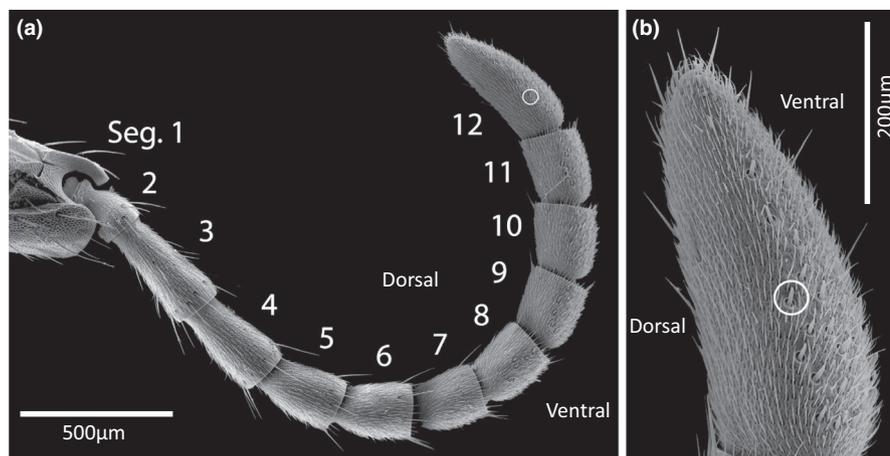 (a)
Seg. 1
2
3
4
5
6
7
8
9
10
11
12
Dorsal
Ventral
500μm
(b)
Ventral
Dorsal
200μm